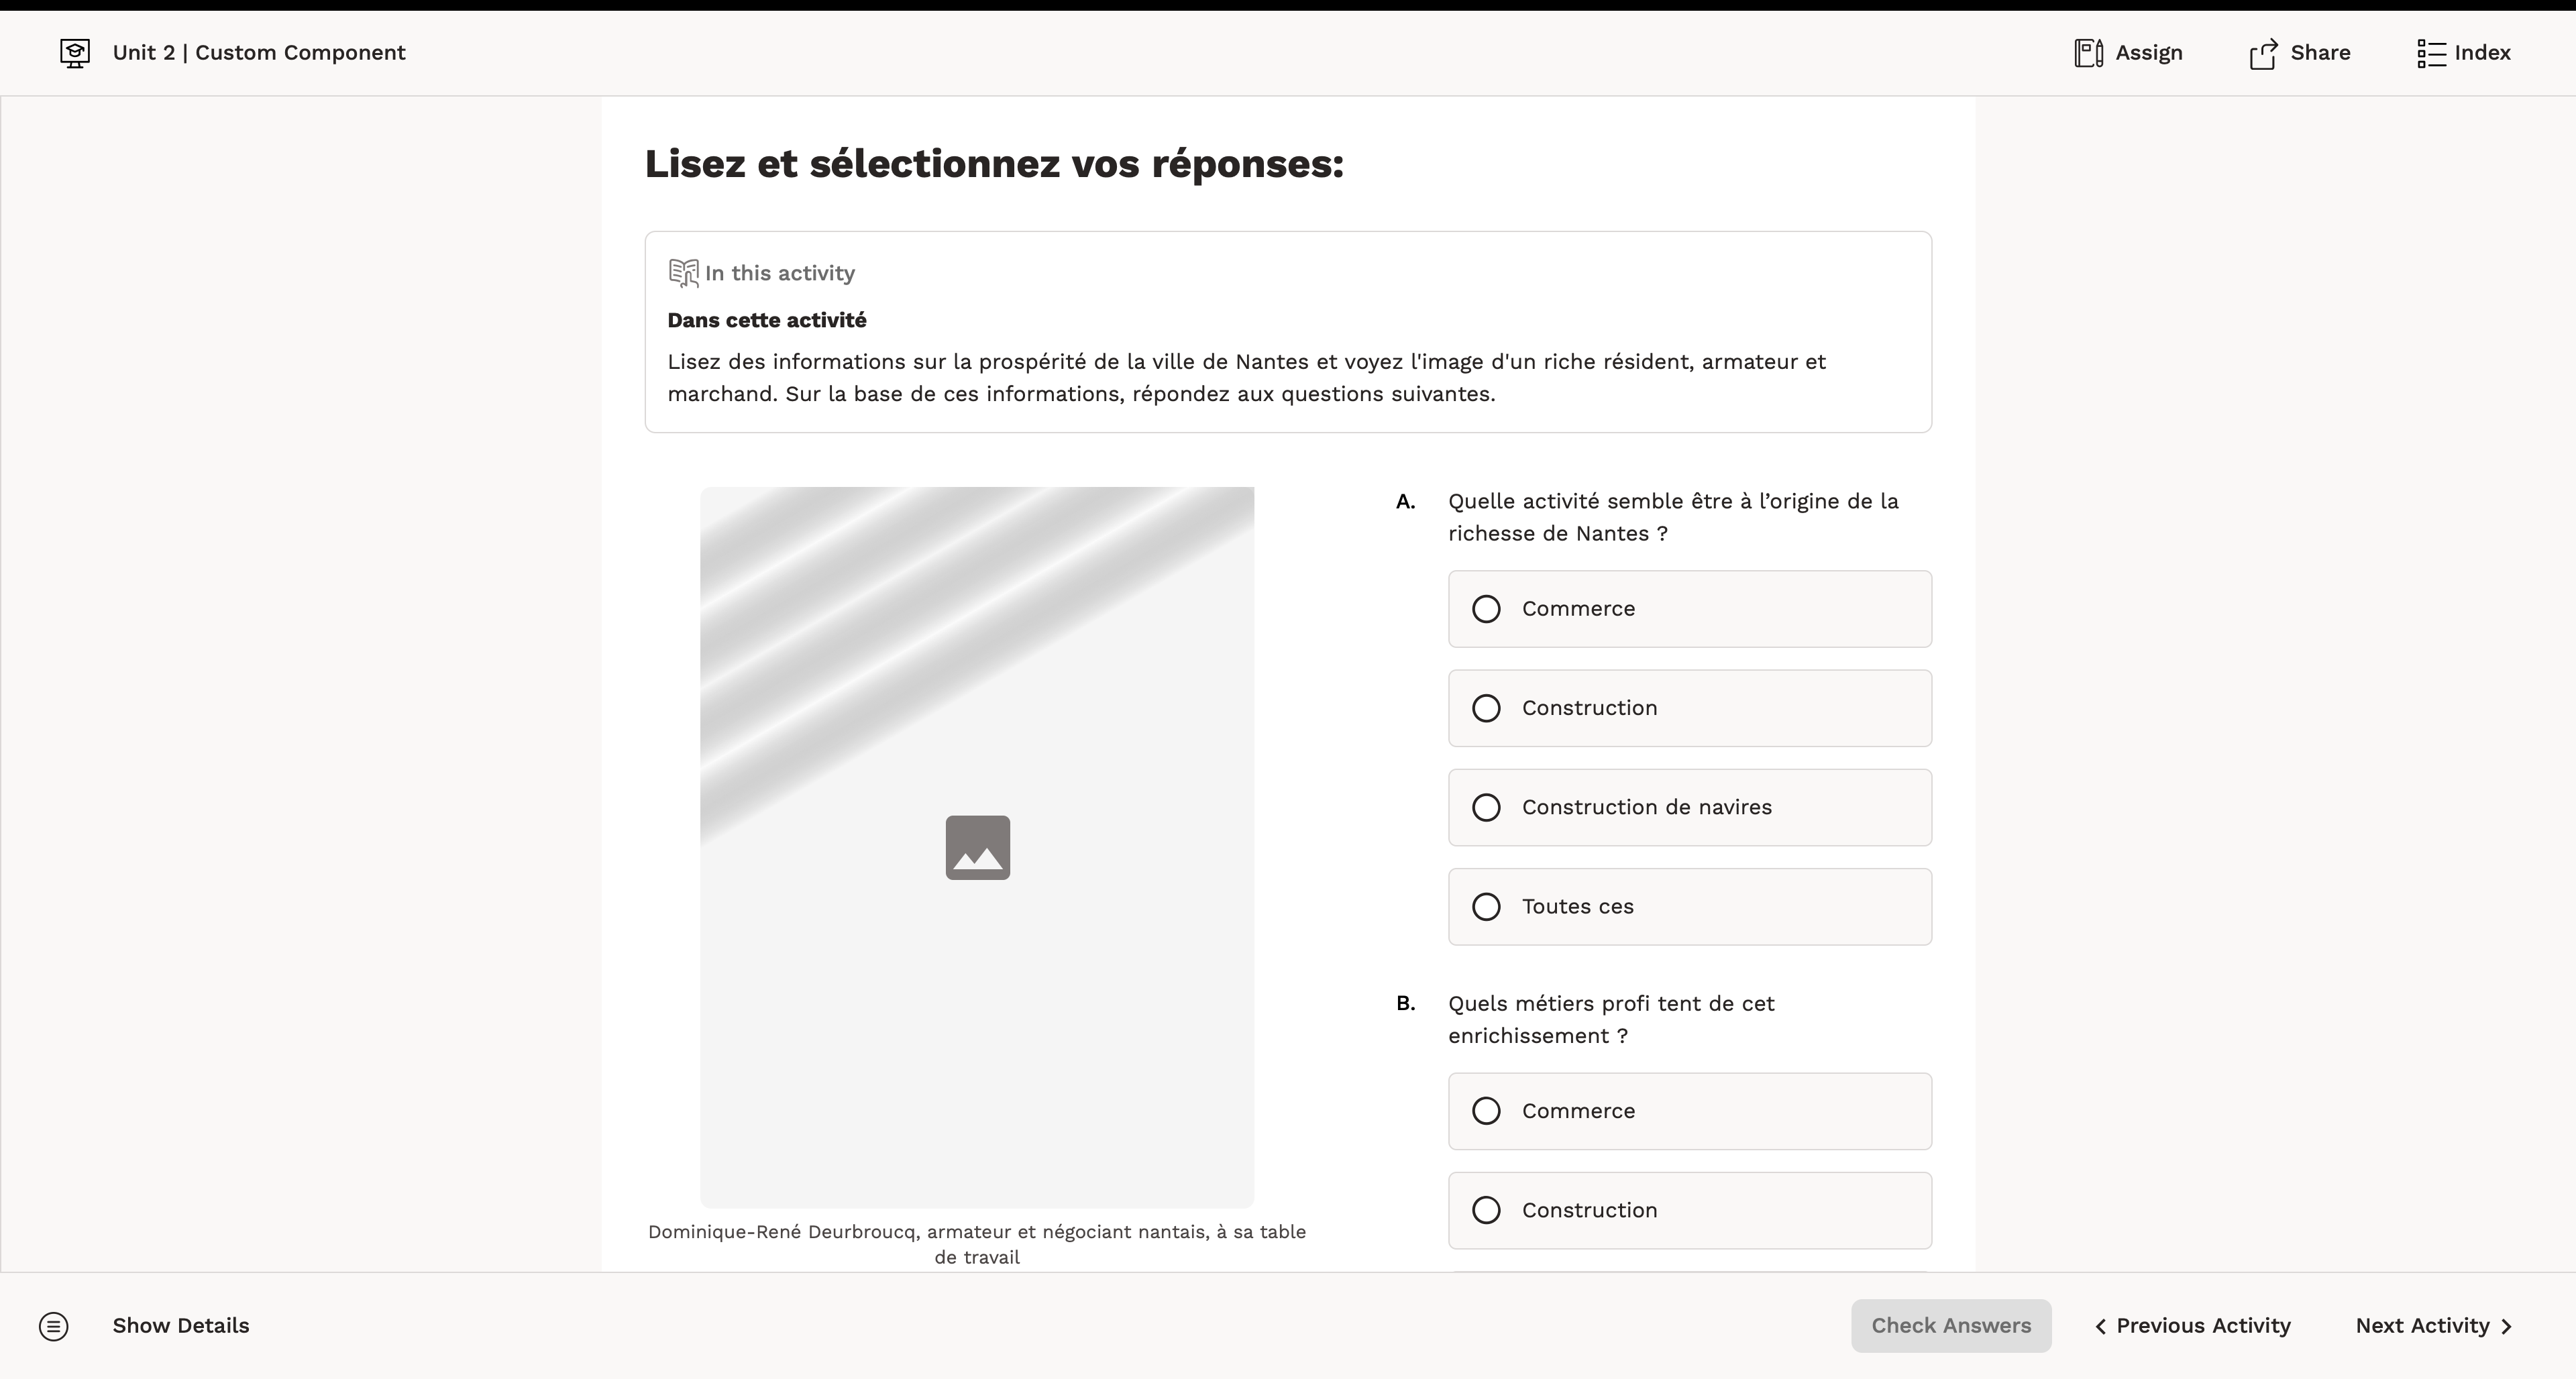 Unit 2 | Custom Component
Assign
Share
Index
Lisez et sélectionnez vos réponses:
In this activity
Dans cette activité
Lisez des informations sur la prospérité de la ville de Nantes et voyez l'image d'un riche résident, armateur et
marchand. Sur la base de ces informations, répondez aux questions suivantes.
Dominique-René Deurbroucq, armateur et négociant nantais, à sa table
de travail
A. Quelle activité semble être à l’origine de la
richesse de Nantes ?
Commerce
Construction
Construction de navires
Toutes ces
B. Quels métiers profi tent de cet
enrichissement ?
Commerce
Construction
Show Details
Check Answers
Previous Activity
Next Activity